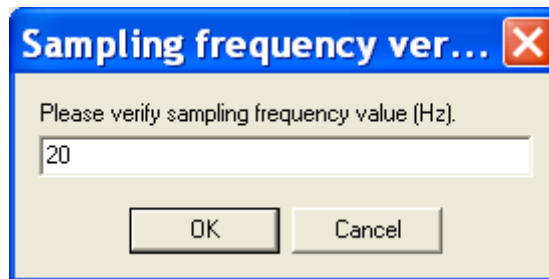 Sampling frequency ver...
Please verify sampling frequency value (Hz).
20
OK Cancel